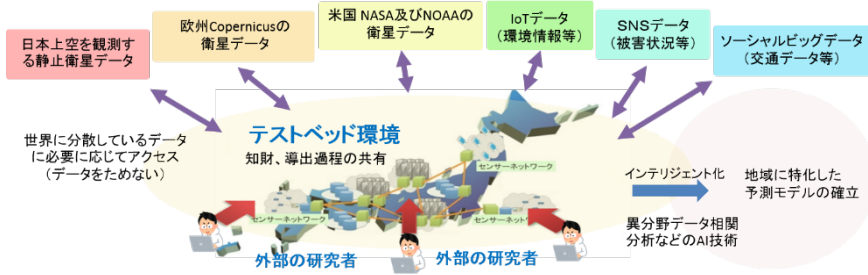 日本上空を観測す
る静止衛星データ
欧州Copernicusの
衛星データ
米国 NASA及びNOAAの
衛星データ
IoTデータ
(環境情報等)
SNSデータ
(被害状況等)
ソーシャルビッグデータ
(交通データ等)
世界に分散しているデータ
に必要に応じてアクセス
(データをためない)
テストベッド環境
知財、導出過程の共有
センサーネットワーク
センサーネットワーク
センサーネットワーク
外部の研究者
外部の研究者
インテリジェント化
異分野データ相関
分析などのAI技術
地域に特化した
予測モデルの確立